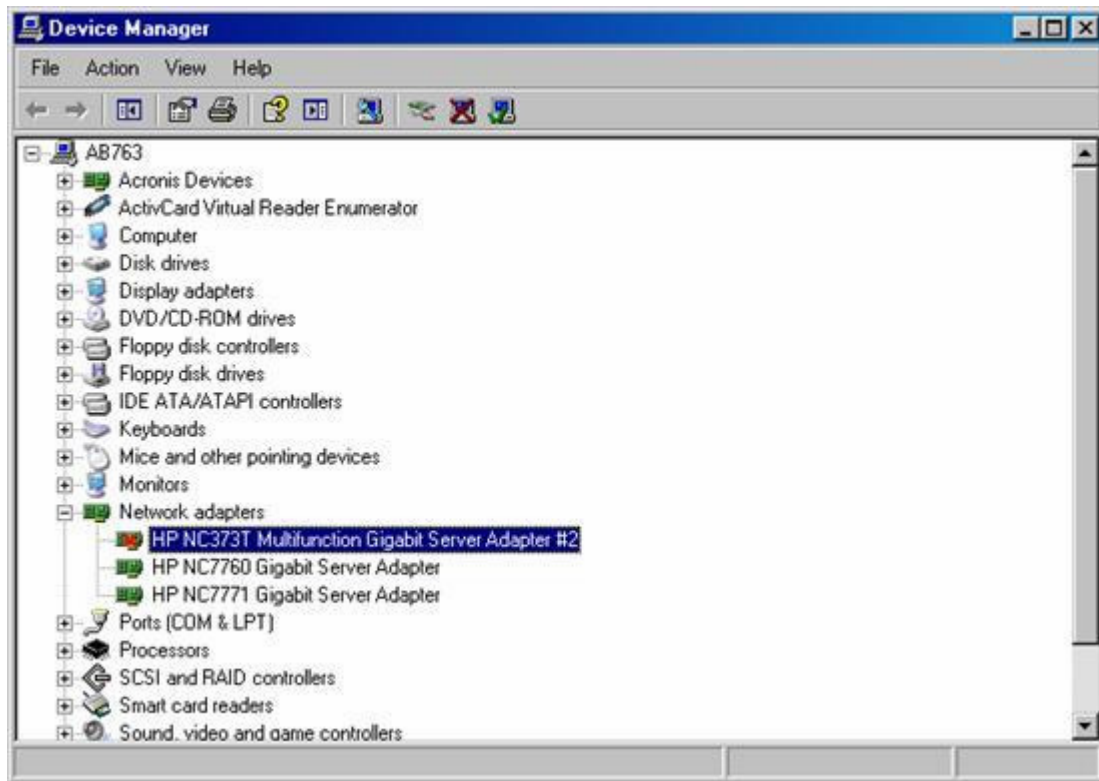 Device Manager
File Action View Help
AB763
Acronis Devices
ActivCard Virtual Reader Enumerator
Computer
Disk drives
Display adapters
DVD/CD-ROM drives
Floppy disk controllers
Floppy disk drives
IDE ATA/ATAPI controllers
Keyboards
Mice and other pointing devices
Monitors
Network adapters
HP NC373T Multifunction Gigabit Server Adapter #2
HP NC7760 Gigabit Server Adapter
HP NC7771 Gigabit Server Adapter
Ports (COM & LPT)
Processors
SCSI and RAID controllers
Smart card readers
Sound, video and game controllers